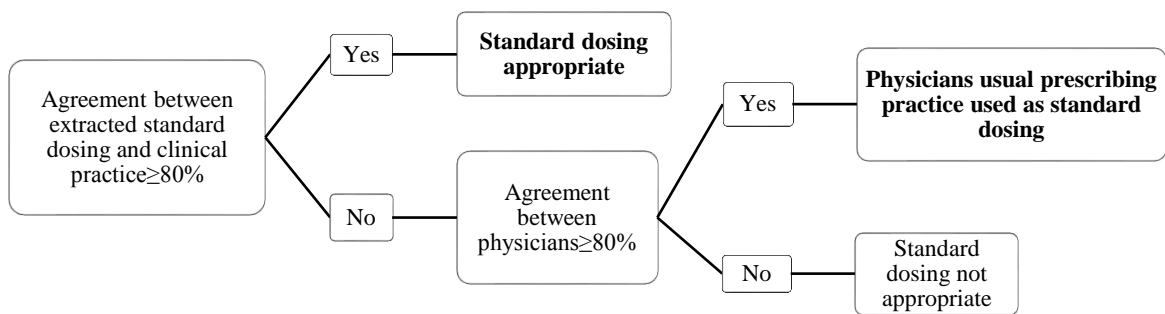 Agreement between
extracted standard
dosing and clinical
practice≥80%
Yes
Standard dosing
appropriate
No
Agreement
between
physicians≥80%
Yes
Physicians usual prescribing
practice used as standard
dosing
No
Standard
dosing not
appropriate